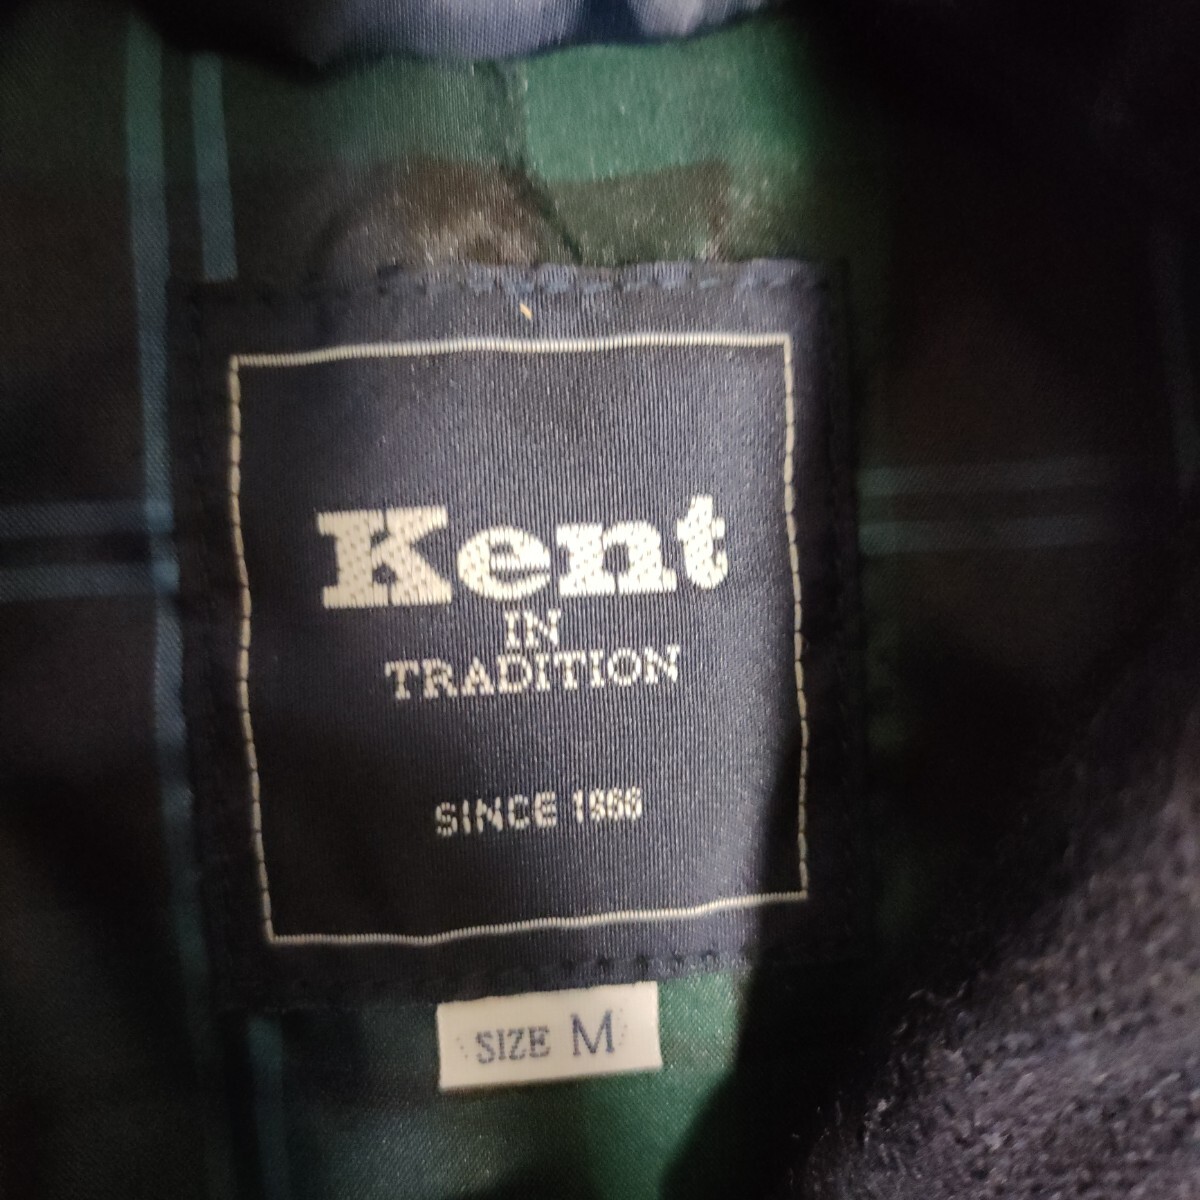 Kent
IN
TRADITION
SINCE 1966
SIZE M